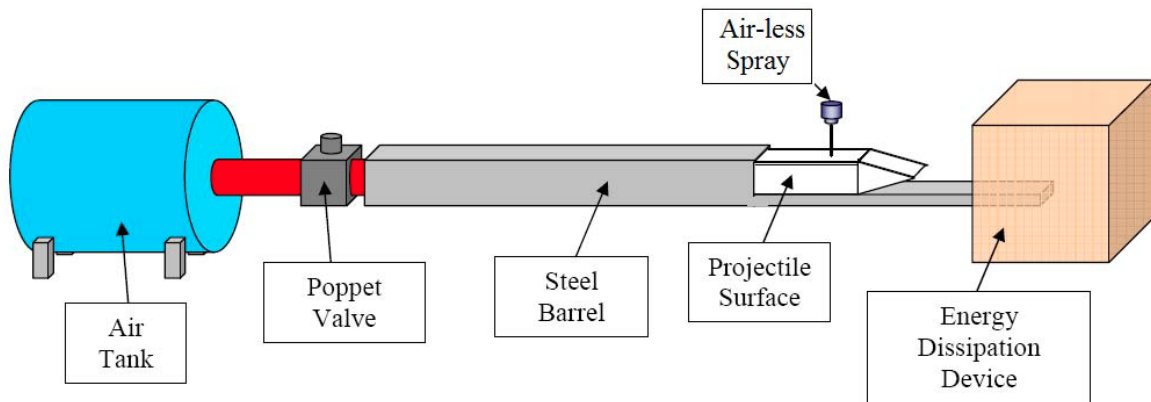 Air-less
Spray
Air
Tank
Poppet
Valve
Steel
Barrel
Projectile
Surface
Energy
Dissipation
Device